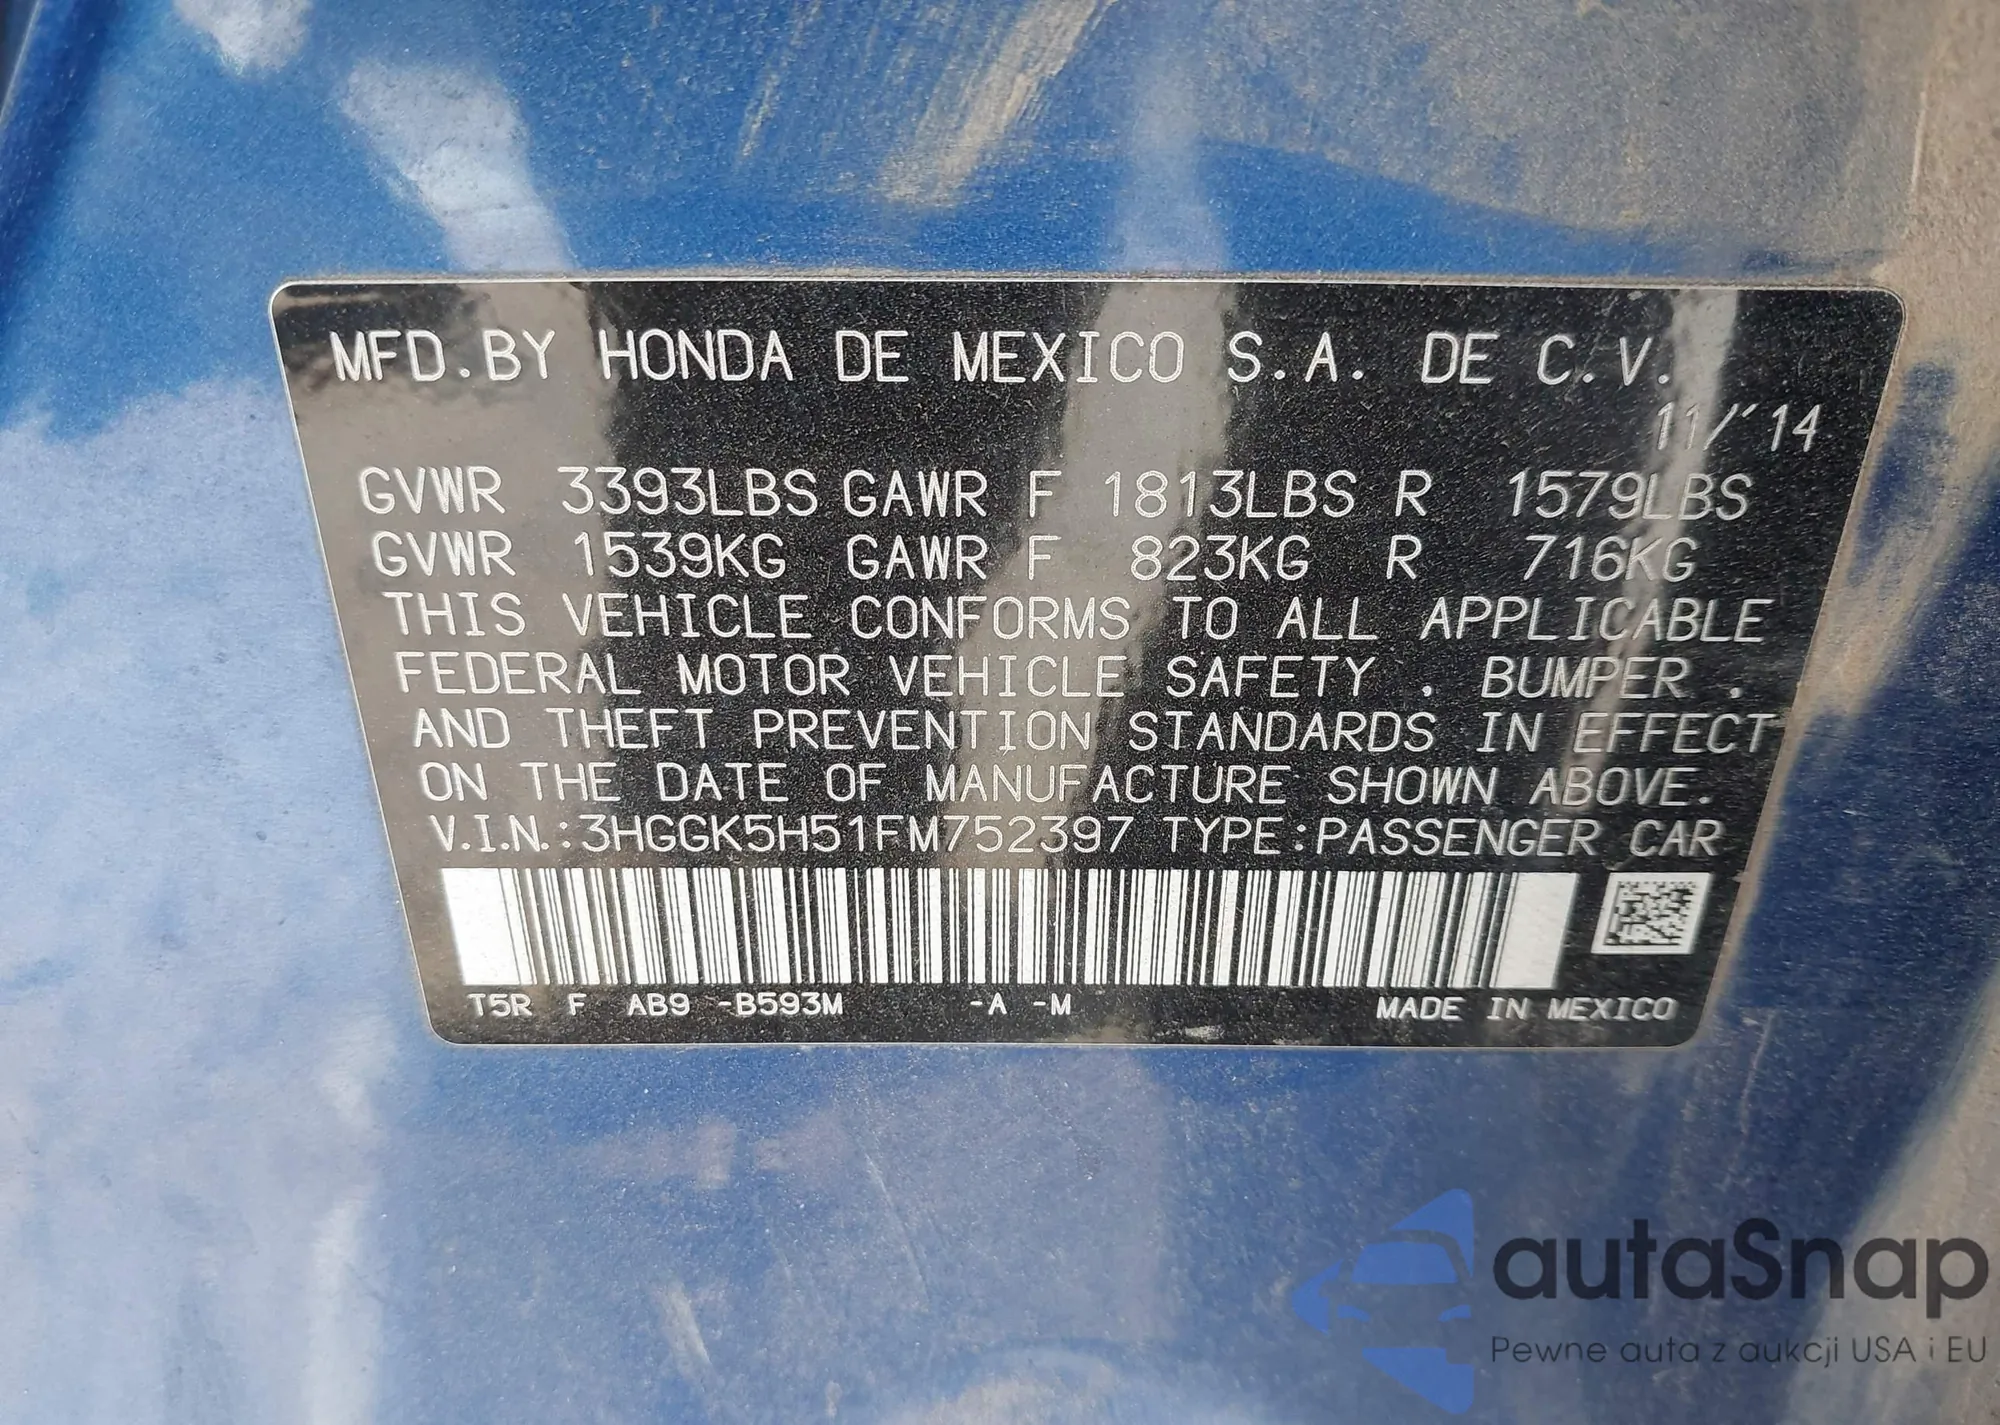 MFD.BY HONDA DE MEXICO S.A. DE C.V.
11/'14
GVWR 3393LBS GAWR F 1813LBS R 1579LBS
GVWR 1539KG GAWR F 823KG R 716KG
THIS VEHICLE CONFORMS TO ALL APPLICABLE
FEDERAL MOTOR VEHICLE SAFETY . BUMPER .
AND THEFT PREVENTION STANDARDS IN EFFECT
ON THE DATE OF MANUFACTURE SHOWN ABOVE.
V.I.N.:3HGGK5H51FM752397 TYPE:PASSENGER CAR
T5R F AB9 -B593M -A -M MADE IN MEXICO
autaSnap
Pewne auta z aukcji USA i EU